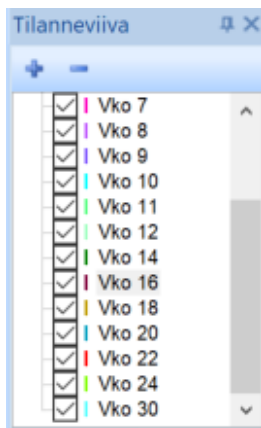 Tilanneviiva
Vko 7
Vko 8
Vko 9
Vko 10
Vko 11
Vko 12
Vko 14
Vko 16
Vko 18
Vko 20
Vko 22
Vko 24
Vko 30